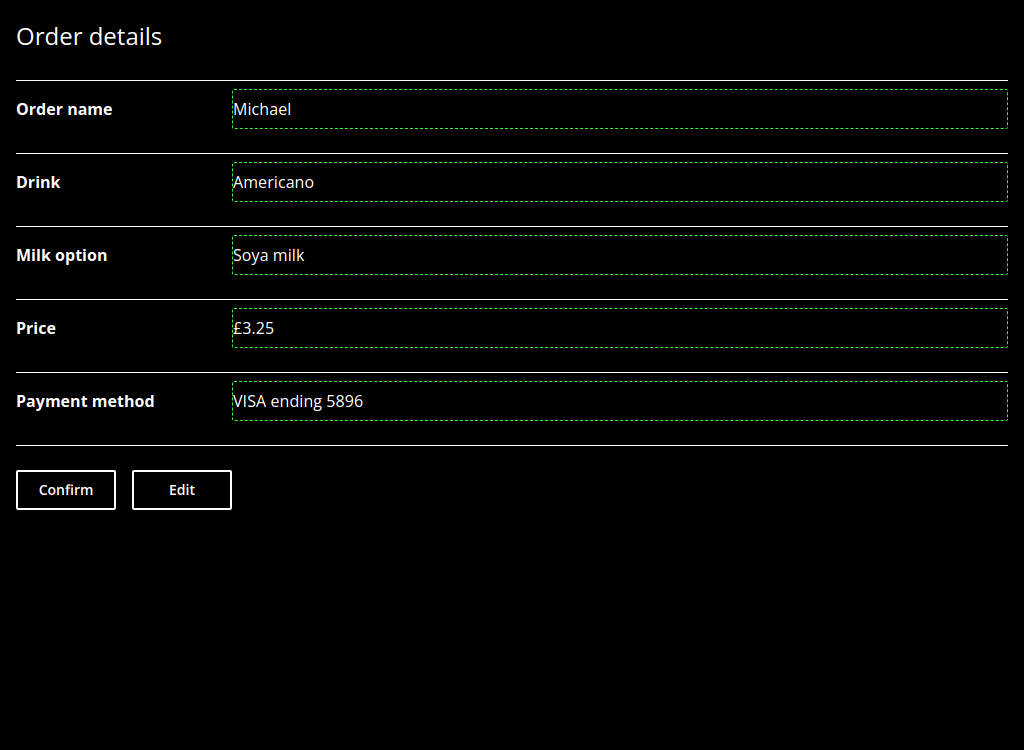 Order details
Order name Michael
Drink Americano
Milk option Soya milk
Price £3.25
Payment method VISA ending 5896
Confirm Edit